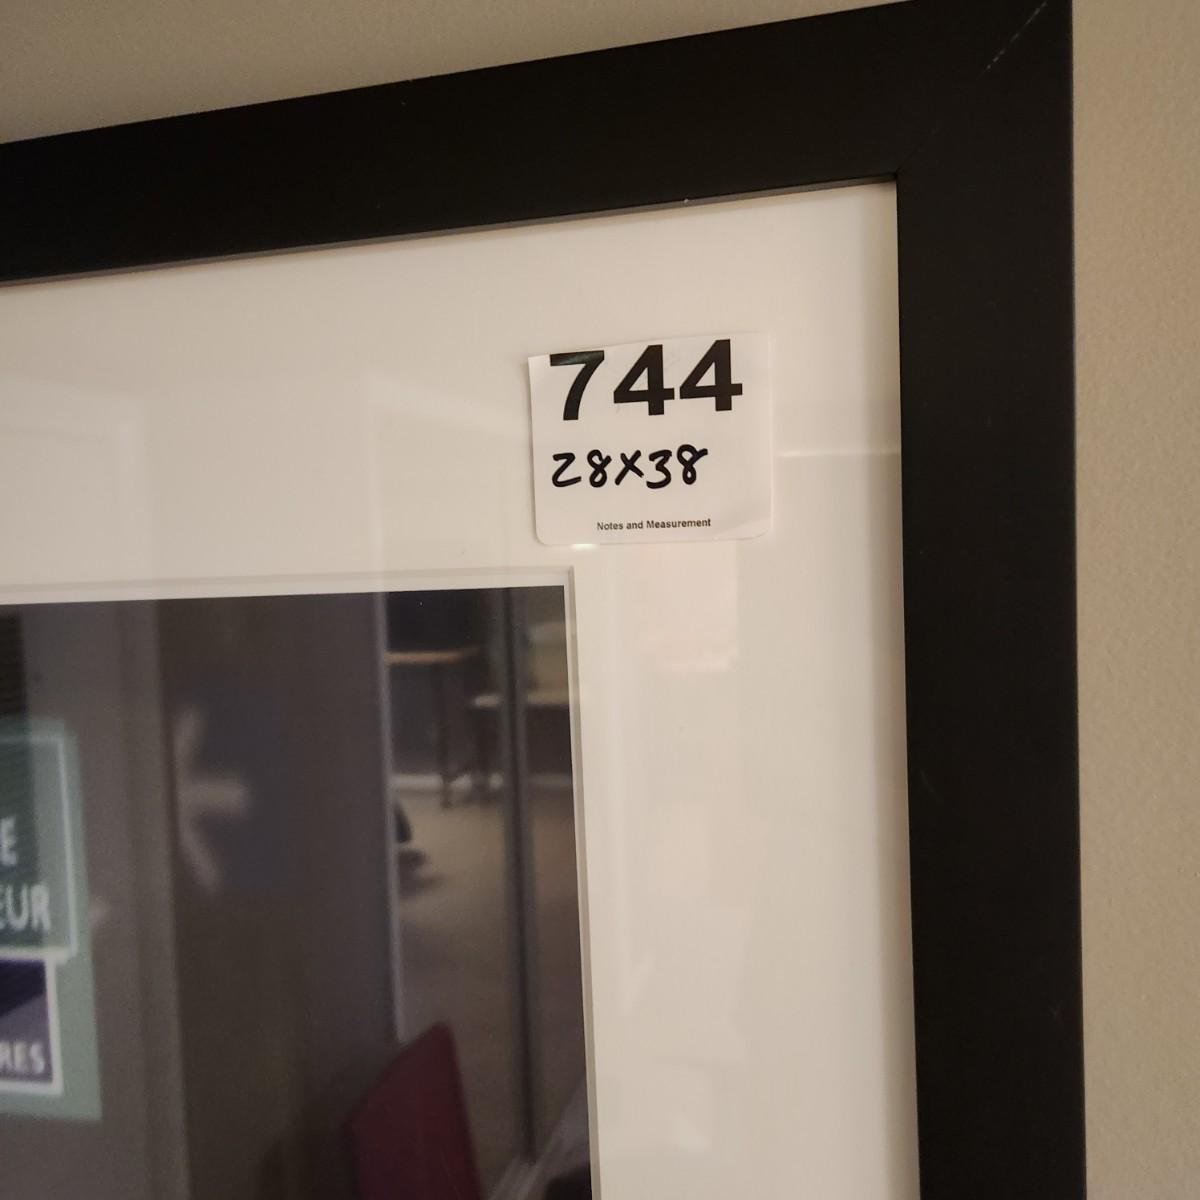 744
28X38
Notes and Measurement
E
EUR
RES